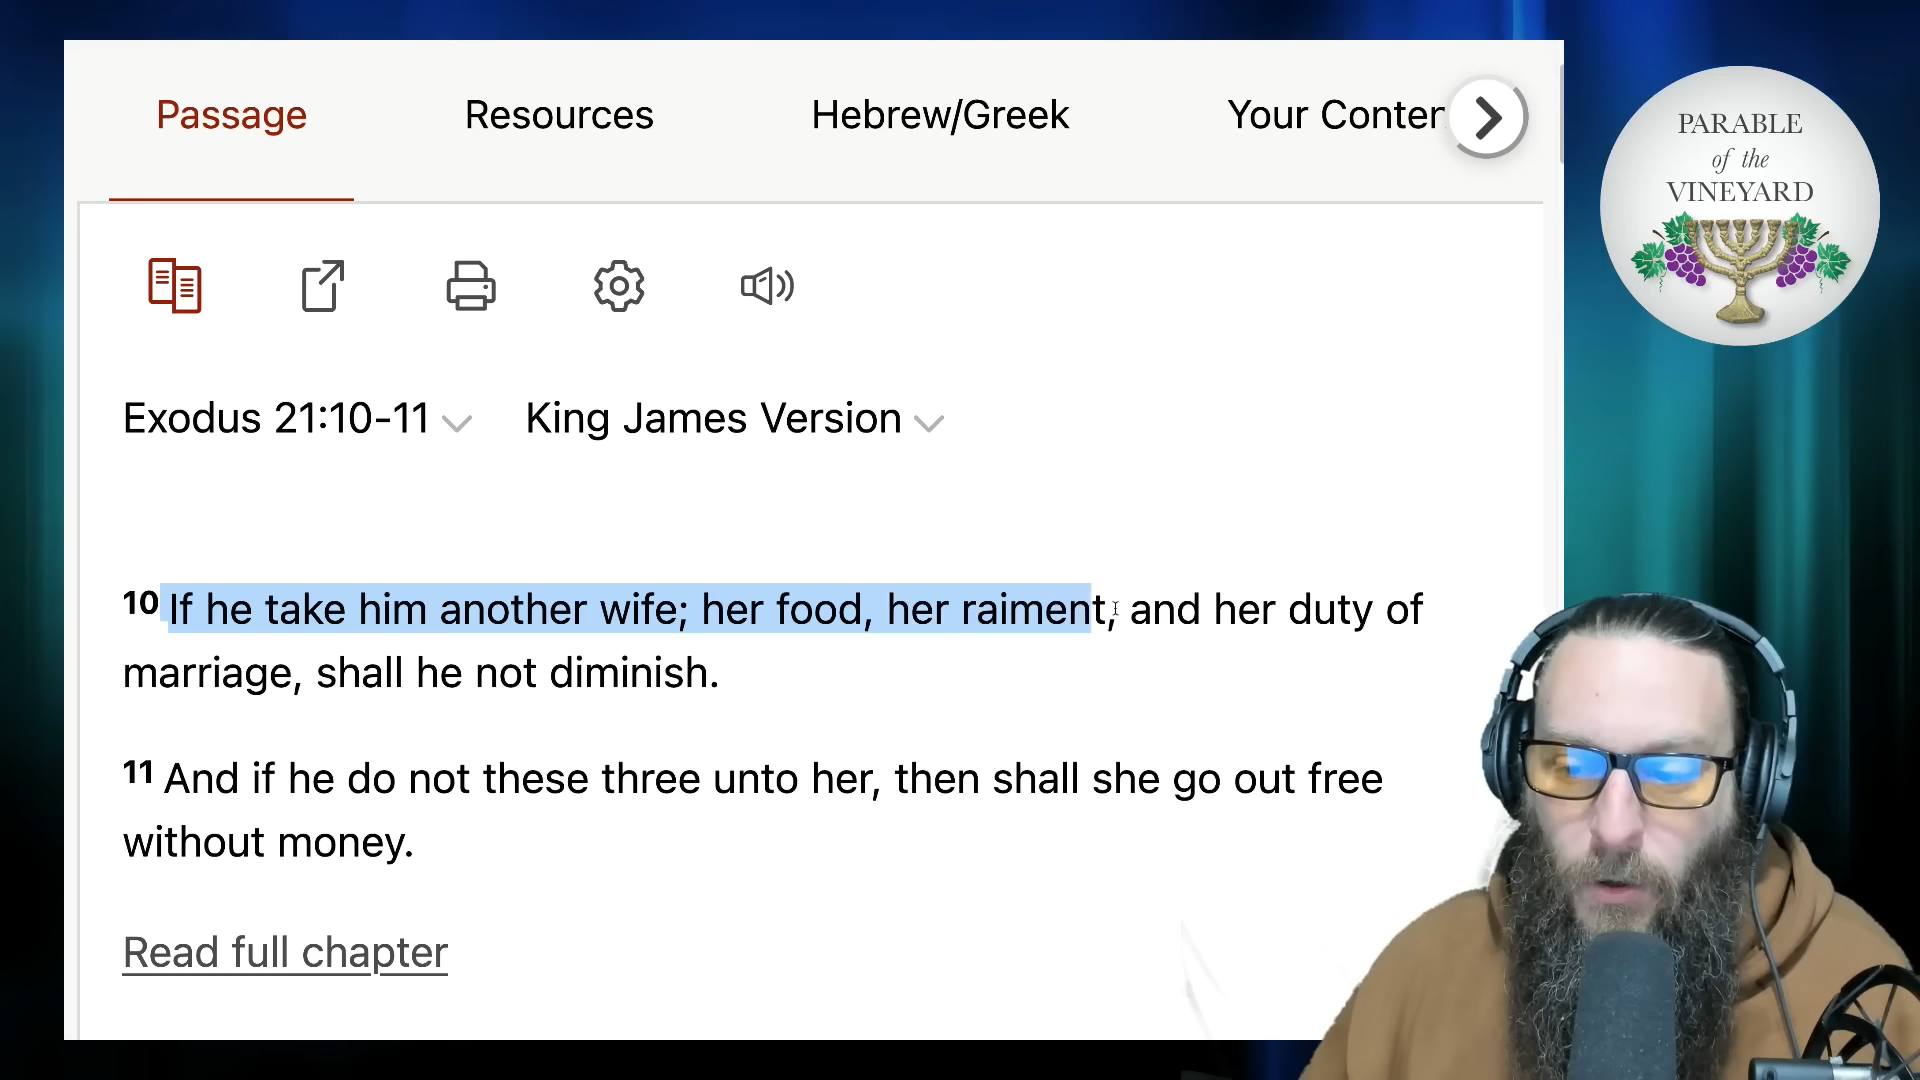 Passage Resources Hebrew/Greek Your Conten
PARABLE
of the
VINEYARD
Exodus 21:10-11 King James Version
10 If he take him another wife; her food, her raiment, and her duty of
marriage, shall he not diminish.
11 And if he do not these three unto her, then shall she go out free
without money.
Read full chapter